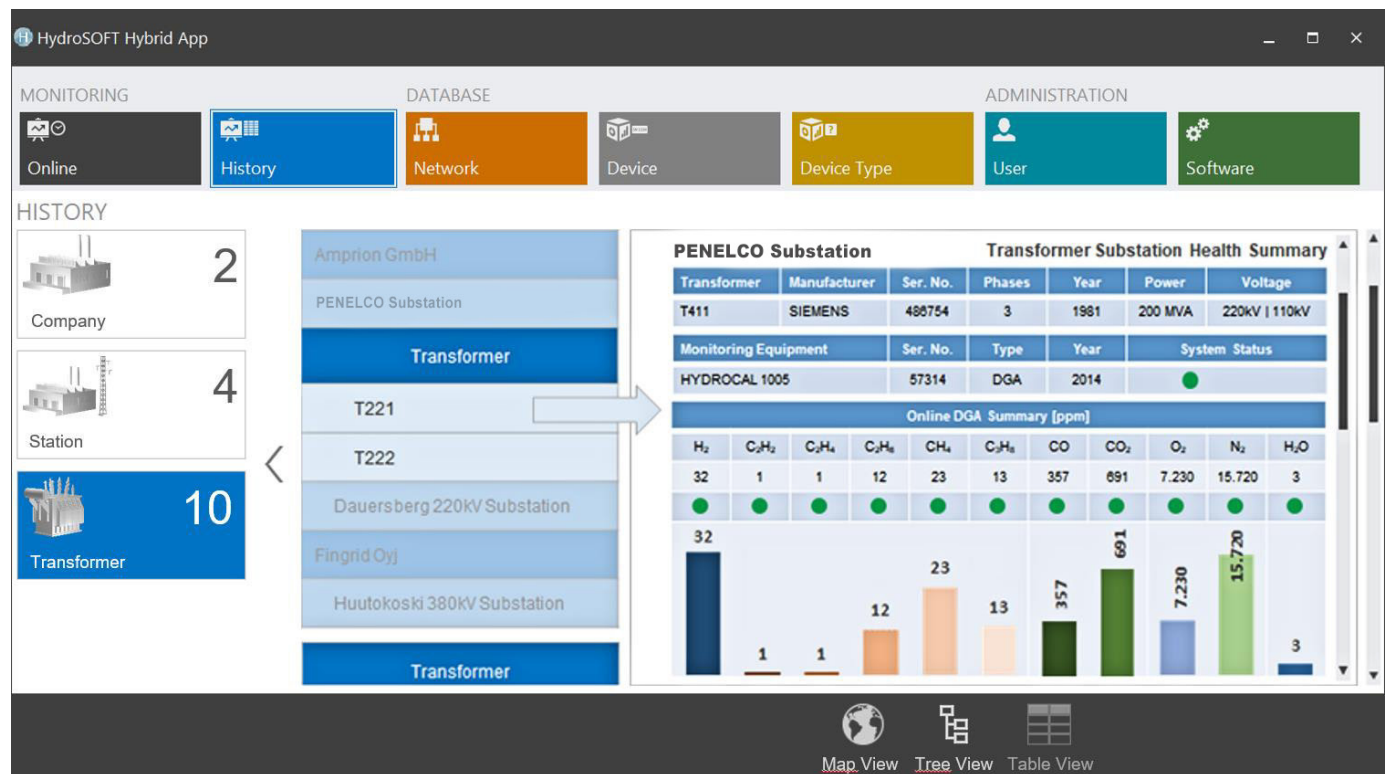 HydroSOFT Hybrid App
MONITORING DATABASE ADMINISTRATION
Online History Network Device Device Type User Software
HISTORY
2
Company
4
Station
10
Transformer
Amprion GmbH
PENELCO Substation
Transformer
T221
T222
Dauersberg 220kV Substation
Fingrid Oyj
Huutokoski 380kV Substation
Transformer
PENELCO Substation Transformer Substation Health Summary
Transformer Manufacturer Ser. No. Phases Year Power Voltage
T411 SIEMENS 486754 3 1981 200 MVA 220kV | 110kV
Monitoring Equipment Ser. No. Type Year System Status
HYDROCAL 1005 57314 DGA 2014
Online DGA Summary [ppm]
H₂ C₂H₂ C₂H₄ C₂H₆ CH₄ C₃H₈ CO CO₂ O₂ N₂ H₂O
32 1 1 12 23 13 357 691 7.230 15.720 3
32 1 1 12 23 13 357 691 7.230 15.720 3
Map View Tree View Table View